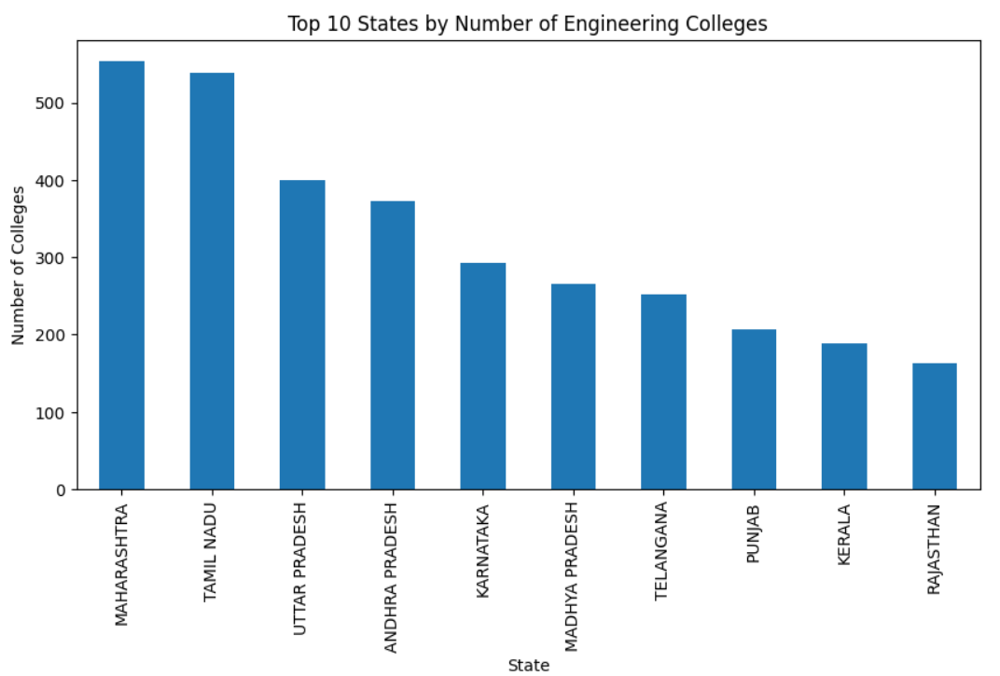 Top 10 States by Number of Engineering Colleges
Number of Colleges
500
400
300
200
100
0
MAHARASHTRA
TAMIL NADU
UTTAR PRADESH
ANDHRA PRADESH
KARNATAKA
MADHYA PRADESH
TELANGANA
PUNJAB
KERALA
RAJASTHAN
State